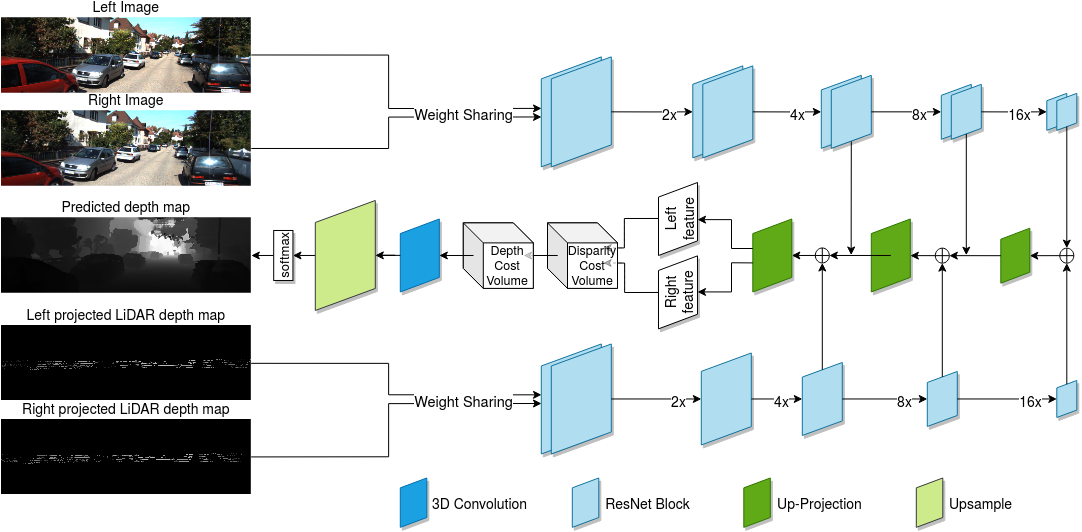 Left Image
Right Image
Weight Sharing
2x
4x
8x
16x
Predicted depth map
softmax
Depth
Cost
Volume
Disparity
Cost
Volume
Left
feature
Right
feature
Left projected LiDAR depth map
Right projected LiDAR depth map
Weight Sharing
2x
4x
8x
16x
3D Convolution
ResNet Block
Up-Projection
Upsample